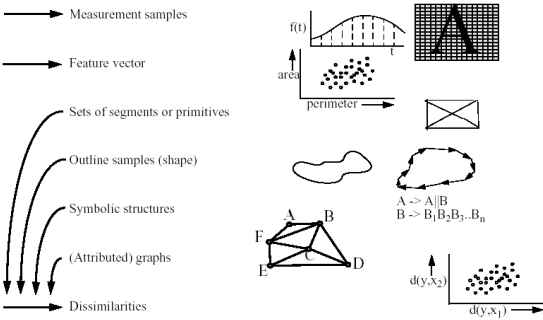 Measurement samples
f(t)
t
A
Feature vector
area
perimeter
Sets of segments or primitives
Outline samples (shape)
A -> A||B
B -> B₁B₂B₃..Bₙ
Symbolic structures
A
B
F
C
E
D
(Attributed) graphs
d(y,x₂)
d(y,x₁)
Dissimilarities